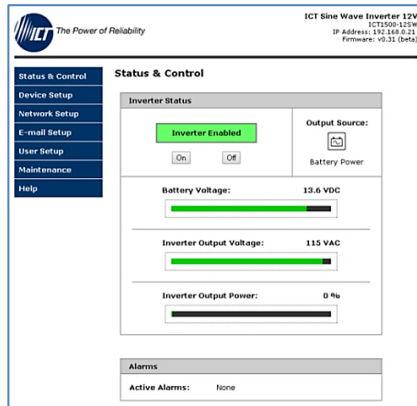 ICT The Power of Reliability
ICT Sine Wave Inverter 12V
ICT1500-12SW
IP Address: 192.168.0.21
Firmware: v0.31 (beta)
Status & Control
Device Setup
Network Setup
E-mail Setup
User Setup
Maintenance
Help
Status & Control
Inverter Status
Inverter Enabled
On Off
Output Source:
Battery Power
Battery Voltage: 13.6 VDC
Inverter Output Voltage: 115 VAC
Inverter Output Power: 0 %
Alarms
Active Alarms: None